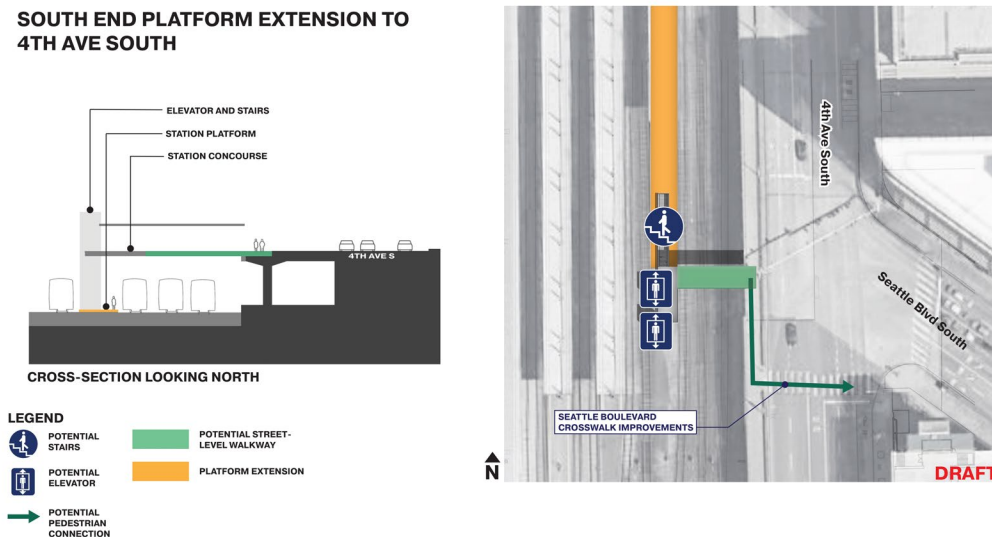 SOUTH END PLATFORM EXTENSION TO
4TH AVE SOUTH
ELEVATOR AND STAIRS
STATION PLATFORM
STATION CONCOURSE
4TH AVE S
CROSS-SECTION LOOKING NORTH
LEGEND
POTENTIAL
STAIRS
POTENTIAL
ELEVATOR
POTENTIAL
PEDESTRIAN
CONNECTION
POTENTIAL STREET-
LEVEL WALKWAY
PLATFORM EXTENSION
4th Ave South
Seattle Blvd South
SEATTLE BOULEVARD
CROSSWALK IMPROVEMENTS
N
DRAFT